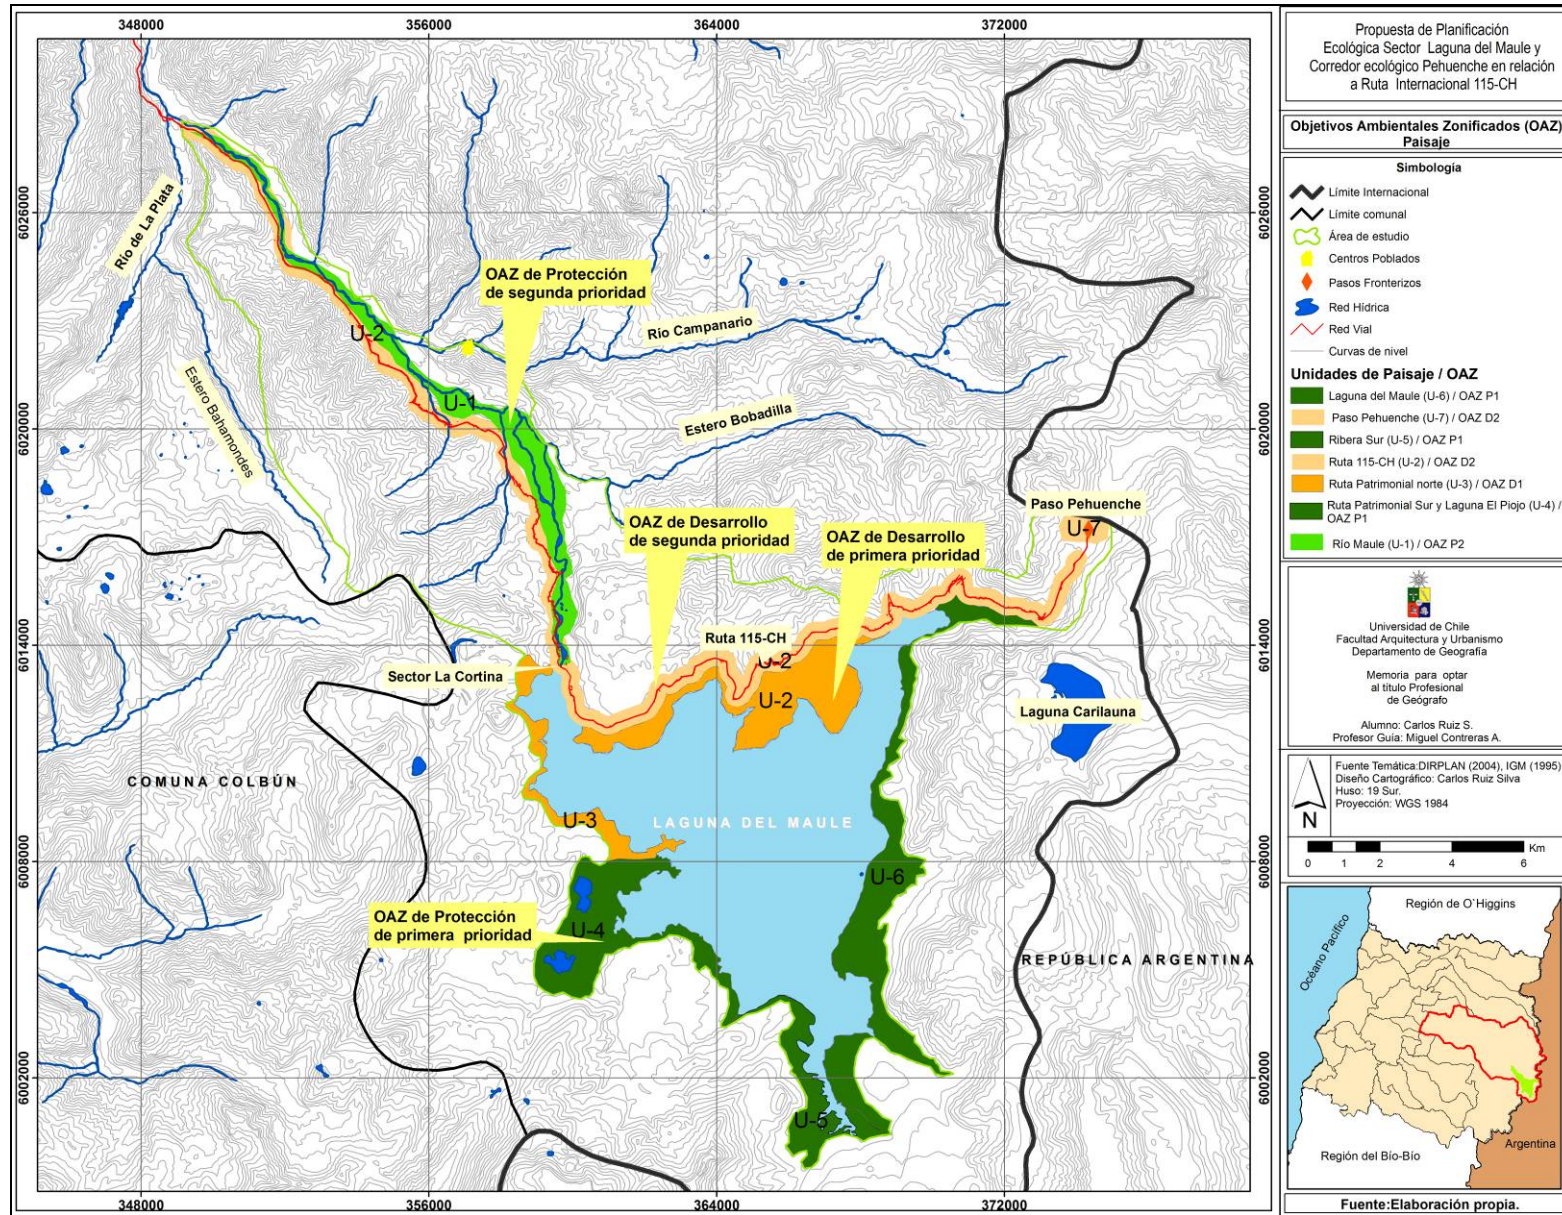 348000
356000
364000
372000
6026000
6020000
6014000
6008000
6002000
Río de La Plata
Estero Bahamondes
U-2
U-1
OAZ de Protección
de segunda prioridad
Río Campanario
Estero Bobadilla
OAZ de Desarrollo
de segunda prioridad
OAZ de Desarrollo
de primera prioridad
Paso Pehuenche
U-7
Ruta 115-CH
U-2
U-2
Sector La Cortina
Laguna Carilauna
COMUNA COLBÚN
U-3
LAGUNA DEL MAULE
U-6
OAZ de Protección
de primera prioridad
U-4
REPÚBLICA ARGENTINA
U-5
6026000
6020000
6014000
6008000
6002000
348000
356000
364000
372000
Propuesta de Planificación
Ecológica Sector Laguna del Maule y
Corredor ecológico Pehuenche en relación
a Ruta Internacional 115-CH
Objetivos Ambientales Zonificados (OAZ)
Paisaje
Simbología
Límite Internacional
Límite comunal
Área de estudio
Centros Poblados
Pasos Fronterizos
Red Hídrica
Red Vial
Curvas de nivel
Unidades de Paisaje / OAZ
Laguna del Maule (U-6) / OAZ P1
Paso Pehuenche (U-7) / OAZ D2
Ribera Sur (U-5) / OAZ P1
Ruta 115-CH (U-2) / OAZ D2
Ruta Patrimonial norte (U-3) / OAZ D1
Ruta Patrimonial Sur y Laguna El Piojo (U-4) /
OAZ P1
Río Maule (U-1) / OAZ P2
Universidad de Chile
Facultad Arquitectura y Urbanismo
Departamento de Geografía
Memoria para optar
al título Profesional
de Geógrafo
Alumno: Carlos Ruiz S.
Profesor Guía: Miguel Contreras A.
Fuente Temática:DIRPLAN (2004), IGM (1995)
Diseño Cartográfico: Carlos Ruiz Silva
Huso: 19 Sur.
Proyección: WGS 1984
N
0 1 2 4 6 Km
Región de O`Higgins
Océano Pacífico
Argentina
Región del Bío-Bío
Fuente:Elaboración propia.